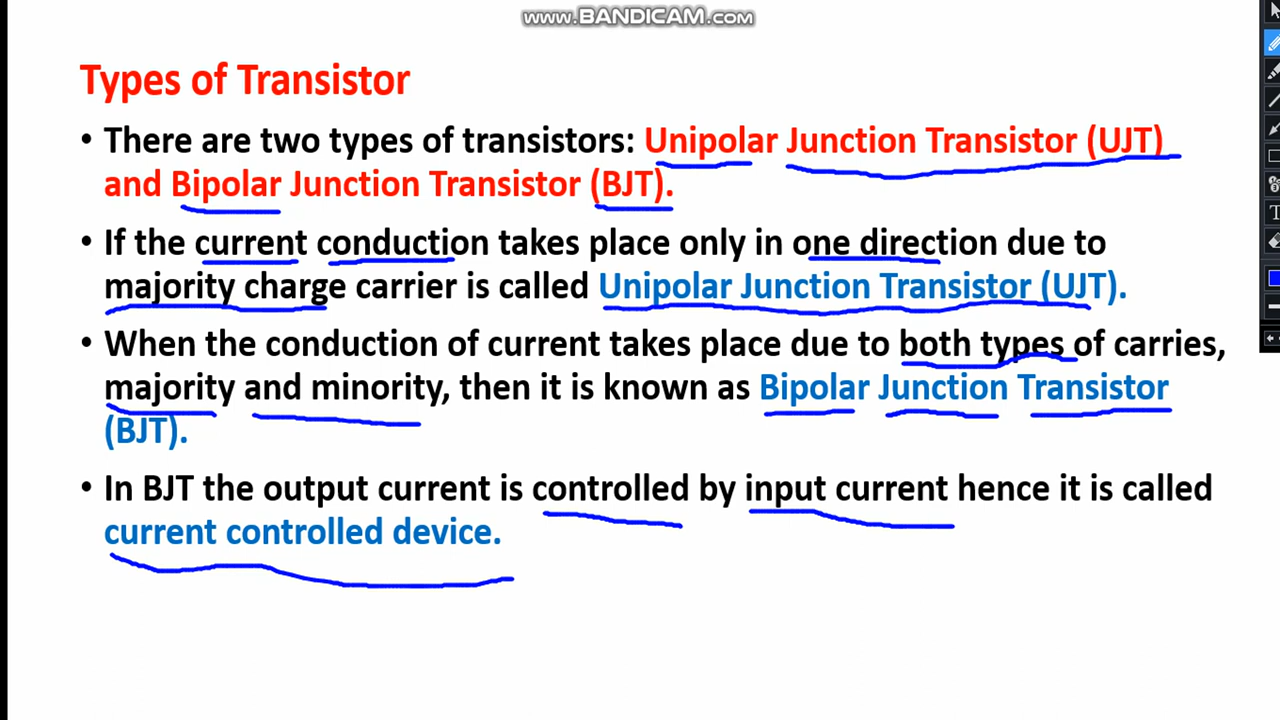 www.BANDICAM.com
Types of Transistor
• There are two types of transistors: Unipolar Junction Transistor (UJT)
and Bipolar Junction Transistor (BJT).
• If the current conduction takes place only in one direction due to
majority charge carrier is called Unipolar Junction Transistor (UJT).
• When the conduction of current takes place due to both types of carries,
majority and minority, then it is known as Bipolar Junction Transistor
(BJT).
• In BJT the output current is controlled by input current hence it is called
current controlled device.